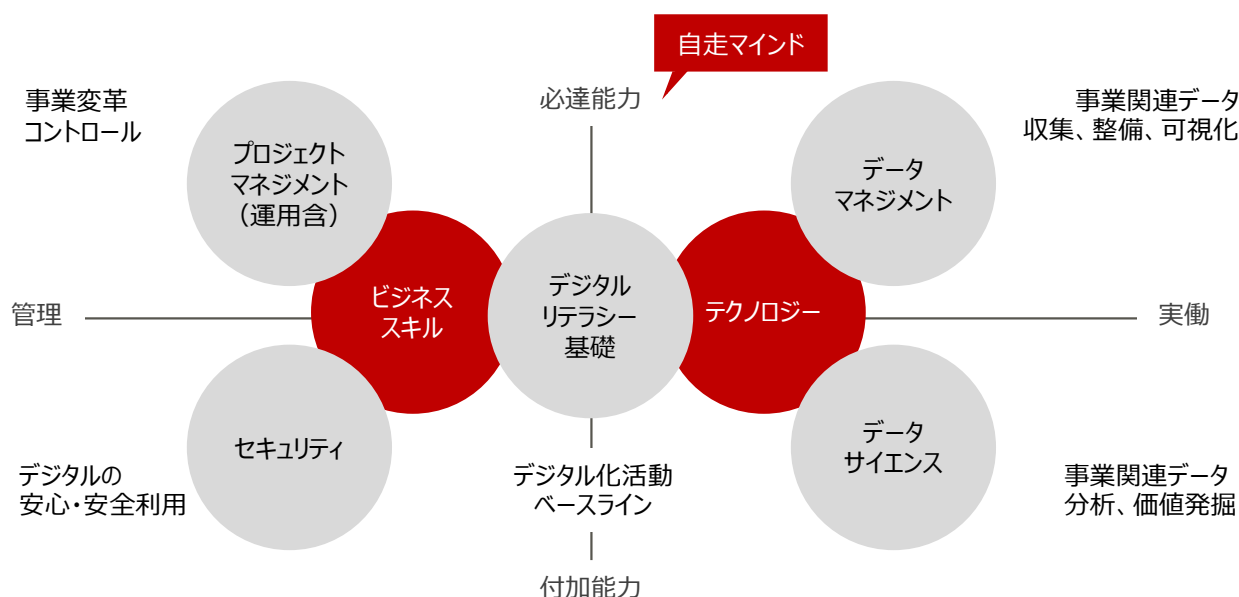 自走マインド
必達能力
事業変革
コントロール
プロジェクト
マネジメント
（運用含）
データ
マネジメント
事業関連データ
収集、整備、可視化
管理
ビジネス
スキル
デジタル
リテラシー
基礎
テクノロジー
実働
セキュリティ
デジタルの
安心・安全利用
デジタル化活動
ベースライン
データ
サイエンス
事業関連データ
分析、価値発掘
付加能力